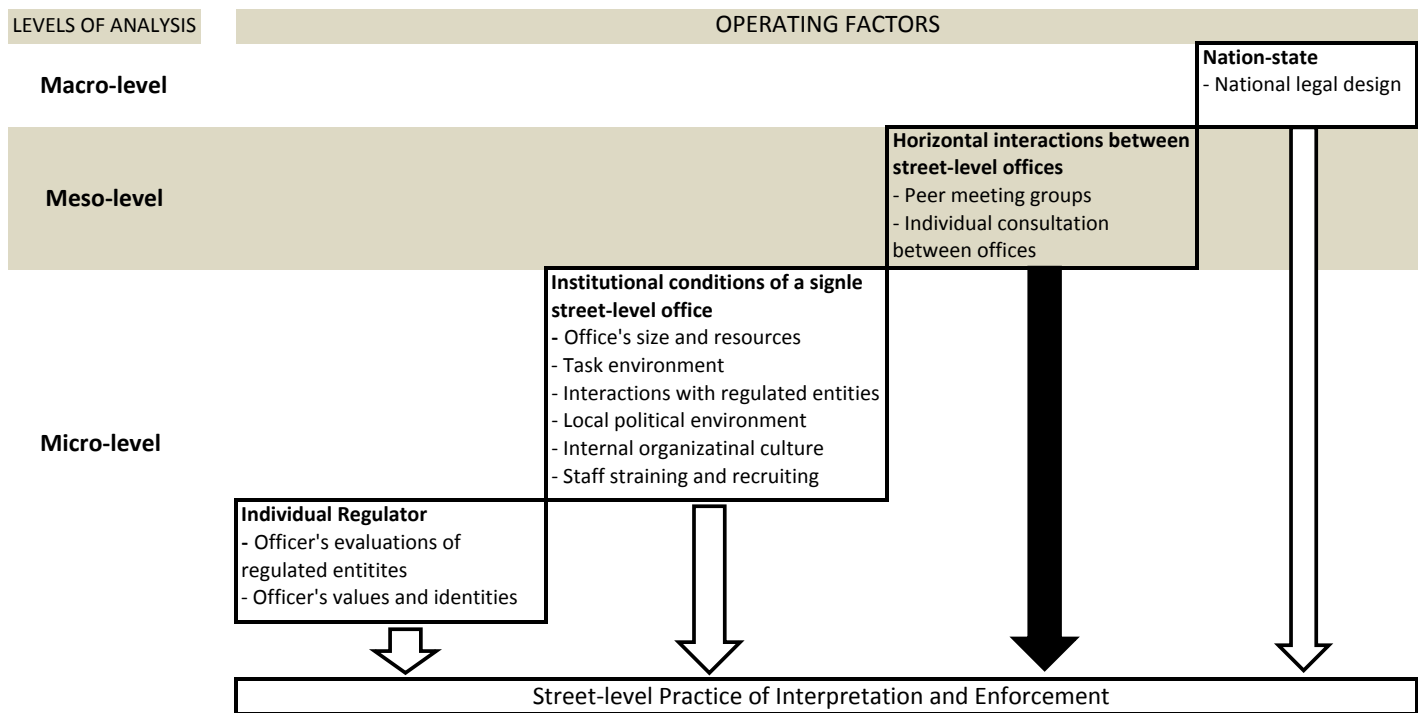 LEVELS OF ANALYSIS
OPERATING FACTORS
Macro-level
Nation-state
- National legal design
Meso-level
Horizontal interactions between
street-level offices
- Peer meeting groups
- Individual consultation
between offices
Micro-level
Institutional conditions of a signle
street-level office
- Office's size and resources
- Task environment
- Interactions with regulated entities
- Local political environment
- Internal organizatinal culture
- Staff straining and recruiting
Individual Regulator
- Officer's evaluations of
regulated entitites
- Officer's values and identities
Street-level Practice of Interpretation and Enforcement